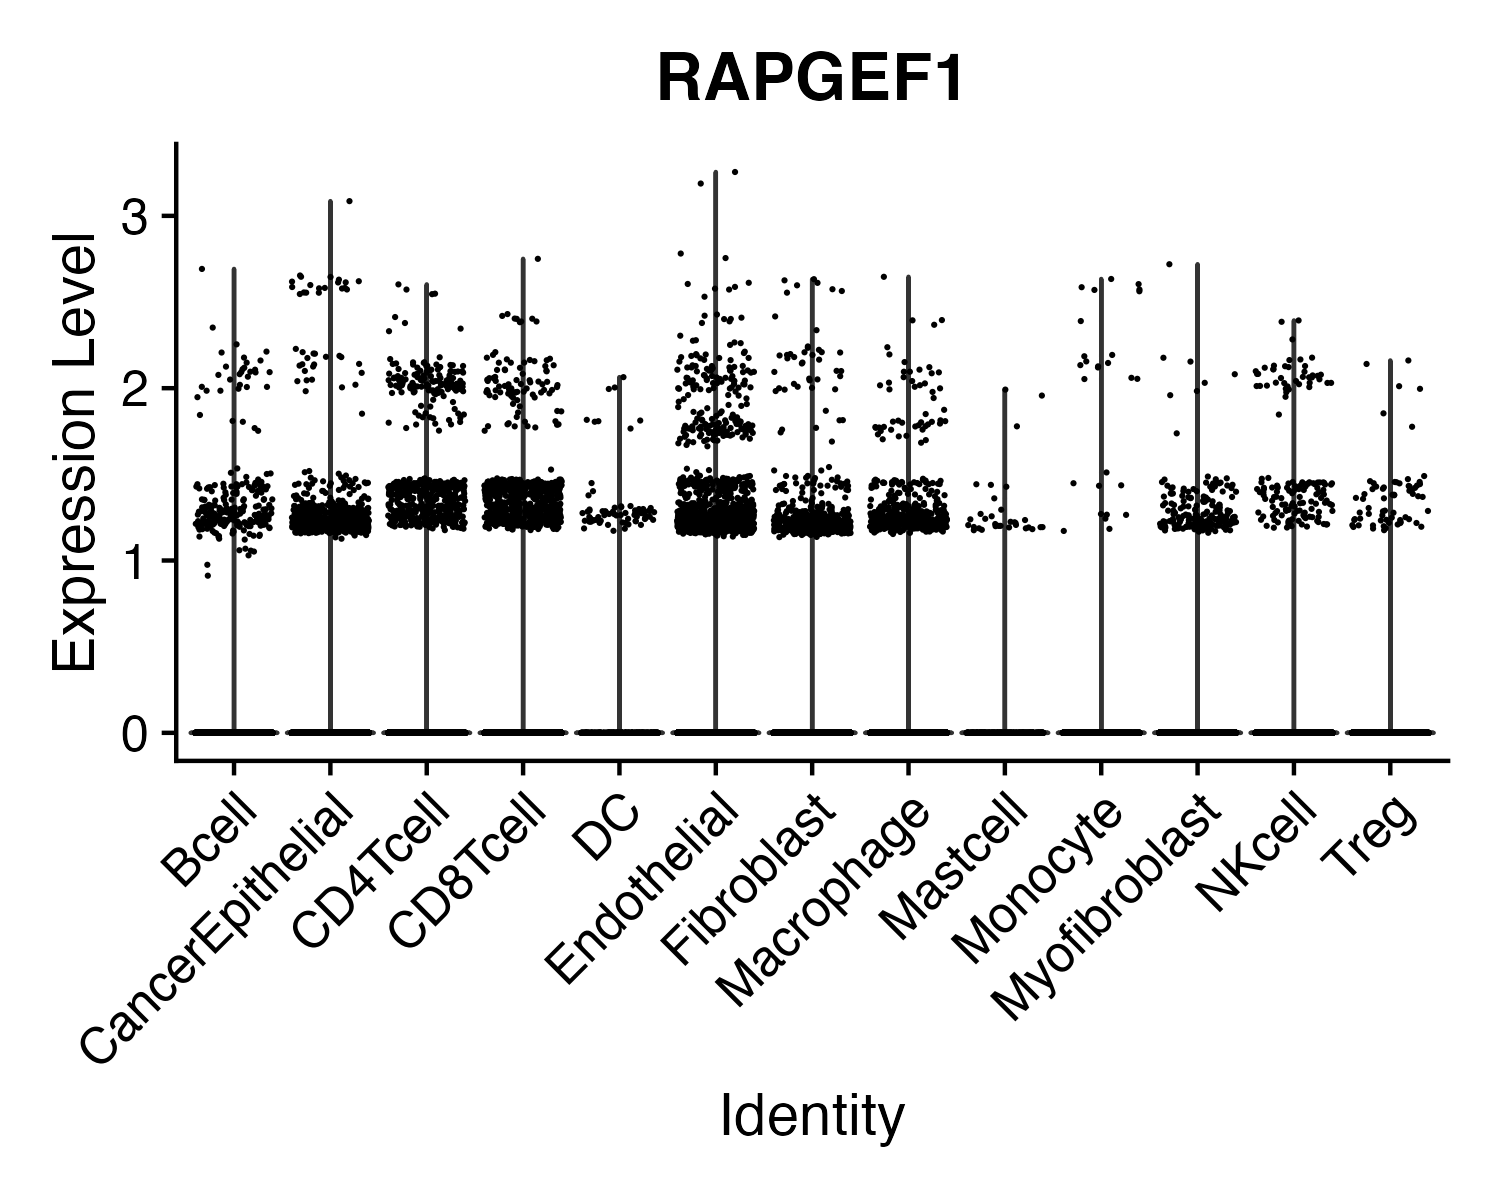 RAPGEF1
Expression Level
3
2
1
0
Bcell
CancerEpithelial
CD4Tcell
CD8Tcell
DC
Endothelial
Fibroblast
Macrophage
Mastcell
Monocyte
Myofibroblast
NKcell
Treg
Identity